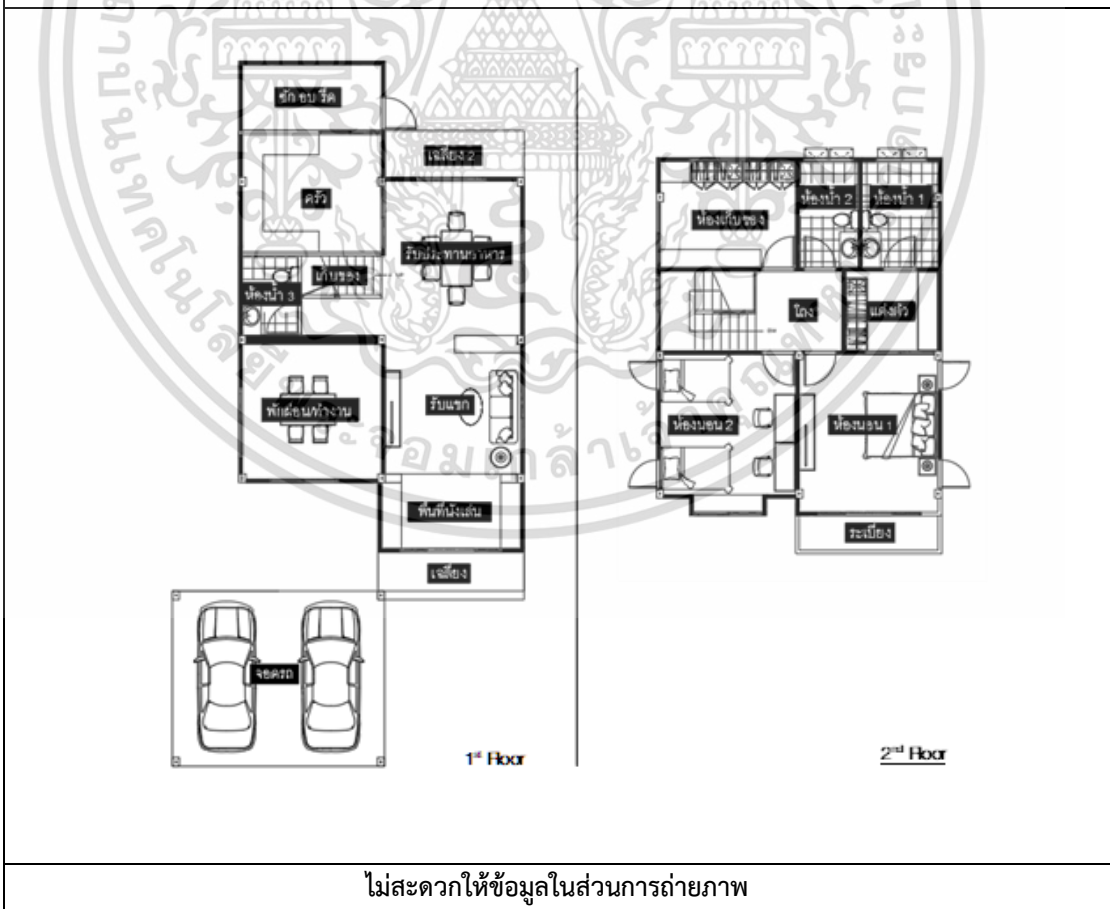 ซัก อบ รีด
เฉลียง 2
ครัว
รับประทานอาหาร
เก็บของ
UP
ห้องน้ำ 3
พักผ่อน/ทำงาน
รับแขก
พื้นที่นั่งเล่น
เฉลียง
จอดรถ
1st Floor
ห้องน้ำ 2
ห้องน้ำ 1
ห้องเก็บของ
โถง
แต่งตัว
ห้องนอน 2
ห้องนอน 1
ระเบียง
2nd Floor
ไม่สะดวกให้ข้อมูลในส่วนการถ่ายภาพ